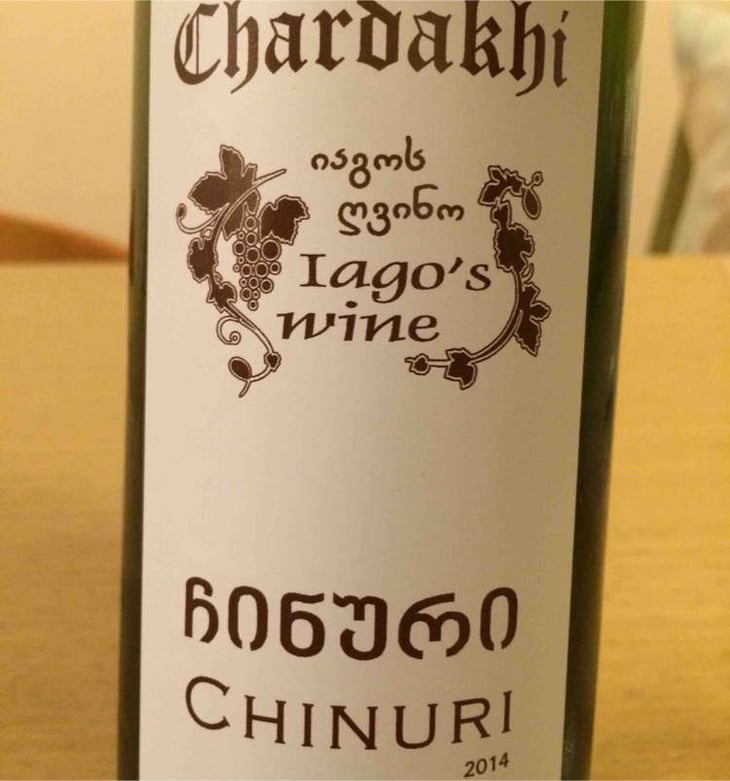 Chardakhi
იაგოს
ღვინო
Iago's
wine
ჩინური
CHINURI
2014